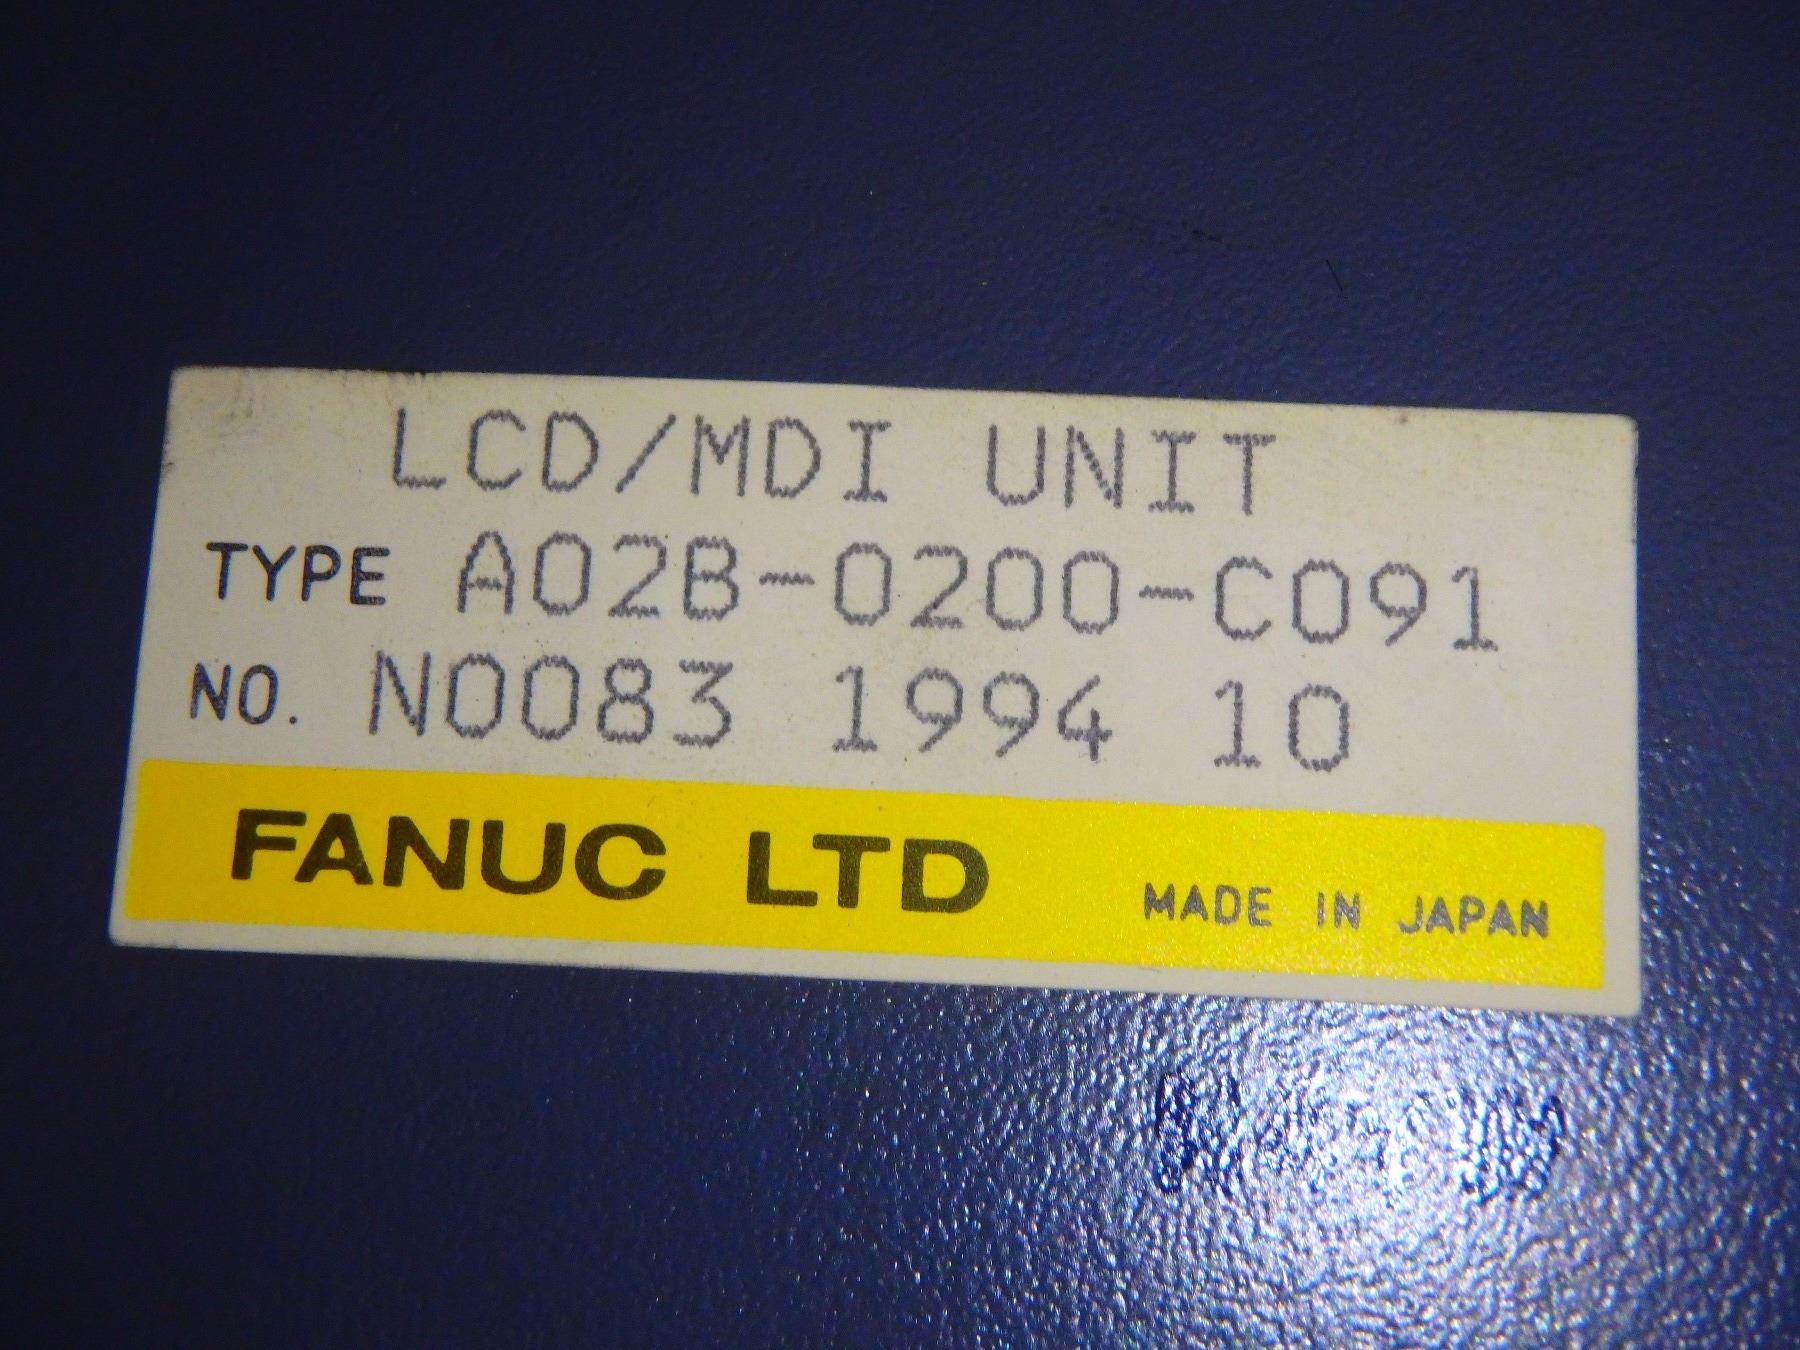 LCD/MDI UNIT
TYPE A02B-0200-C091
NO. N0083 1994 10
FANUC LTD MADE IN JAPAN